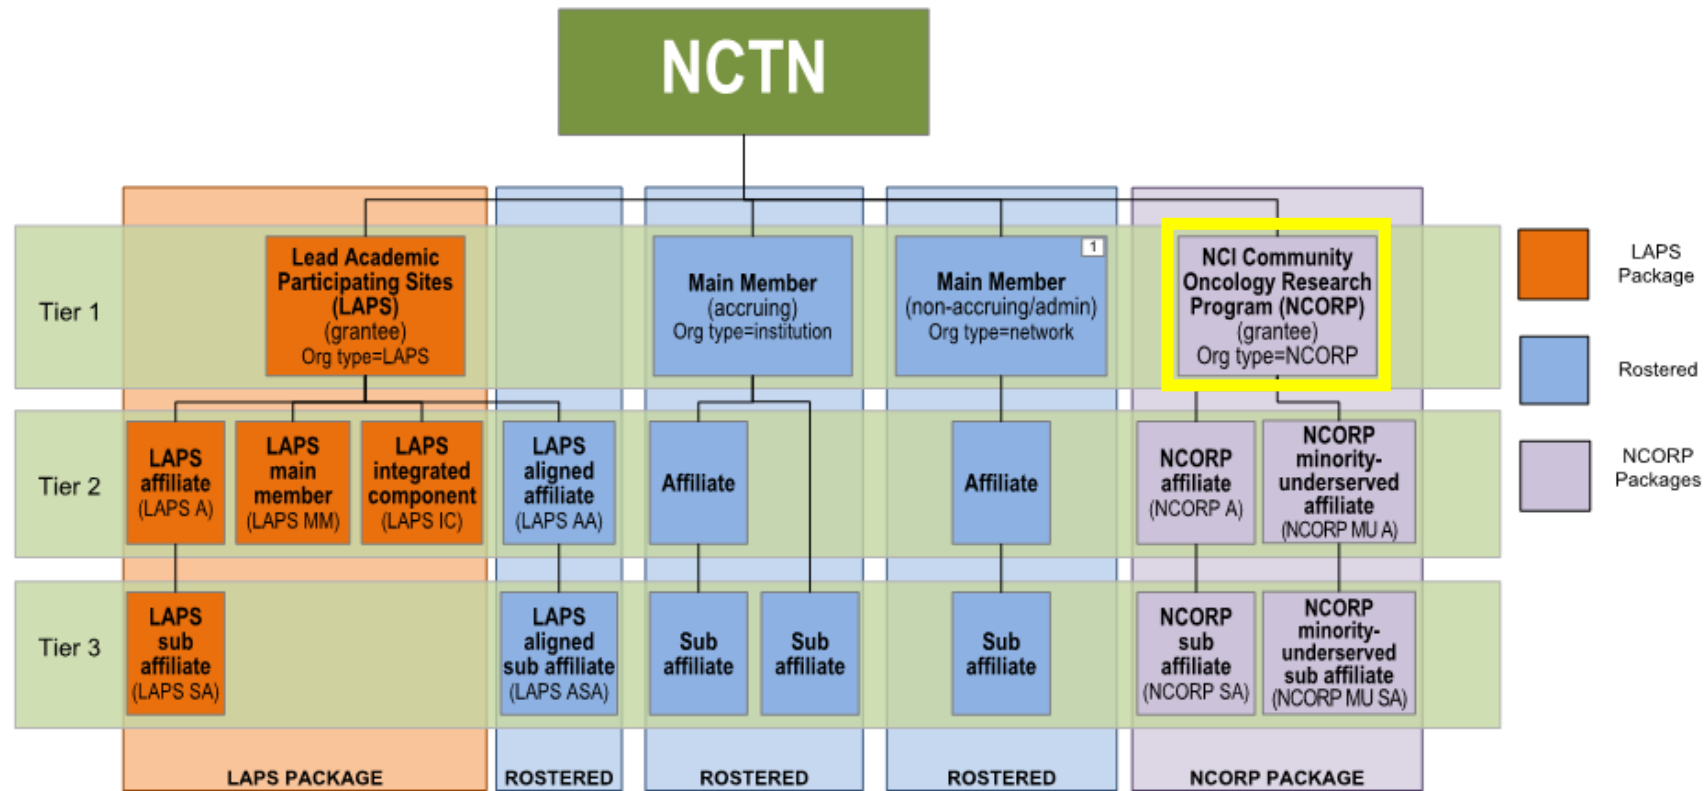 NCTN
Tier 1
Lead Academic
Participating Sites
(LAPS)
(grantee)
Org type=LAPS
Main Member
(accruing)
Org type=institution
1
Main Member
(non-accruing/admin)
Org type=network
NCI Community
Oncology Research
Program (NCORP)
(grantee)
Org type=NCORP
LAPS
Package
Rostered
NCORP
Packages
Tier 2
LAPS
affiliate
(LAPS A)
LAPS
main
member
(LAPS MM)
LAPS
integrated
component
(LAPS IC)
LAPS
aligned
affiliate
(LAPS AA)
Affiliate
Affiliate
NCORP
affiliate
(NCORP A)
NCORP
minority-
underserved
affiliate
(NCORP MU A)
Tier 3
LAPS
sub
affiliate
(LAPS SA)
LAPS
aligned
sub affiliate
(LAPS ASA)
Sub
affiliate
Sub
affiliate
Sub
affiliate
NCORP
sub
affiliate
(NCORP SA)
NCORP
minority-
underserved
sub affiliate
(NCORP MU SA)
LAPS PACKAGE
ROSTERED
ROSTERED
ROSTERED
NCORP PACKAGE